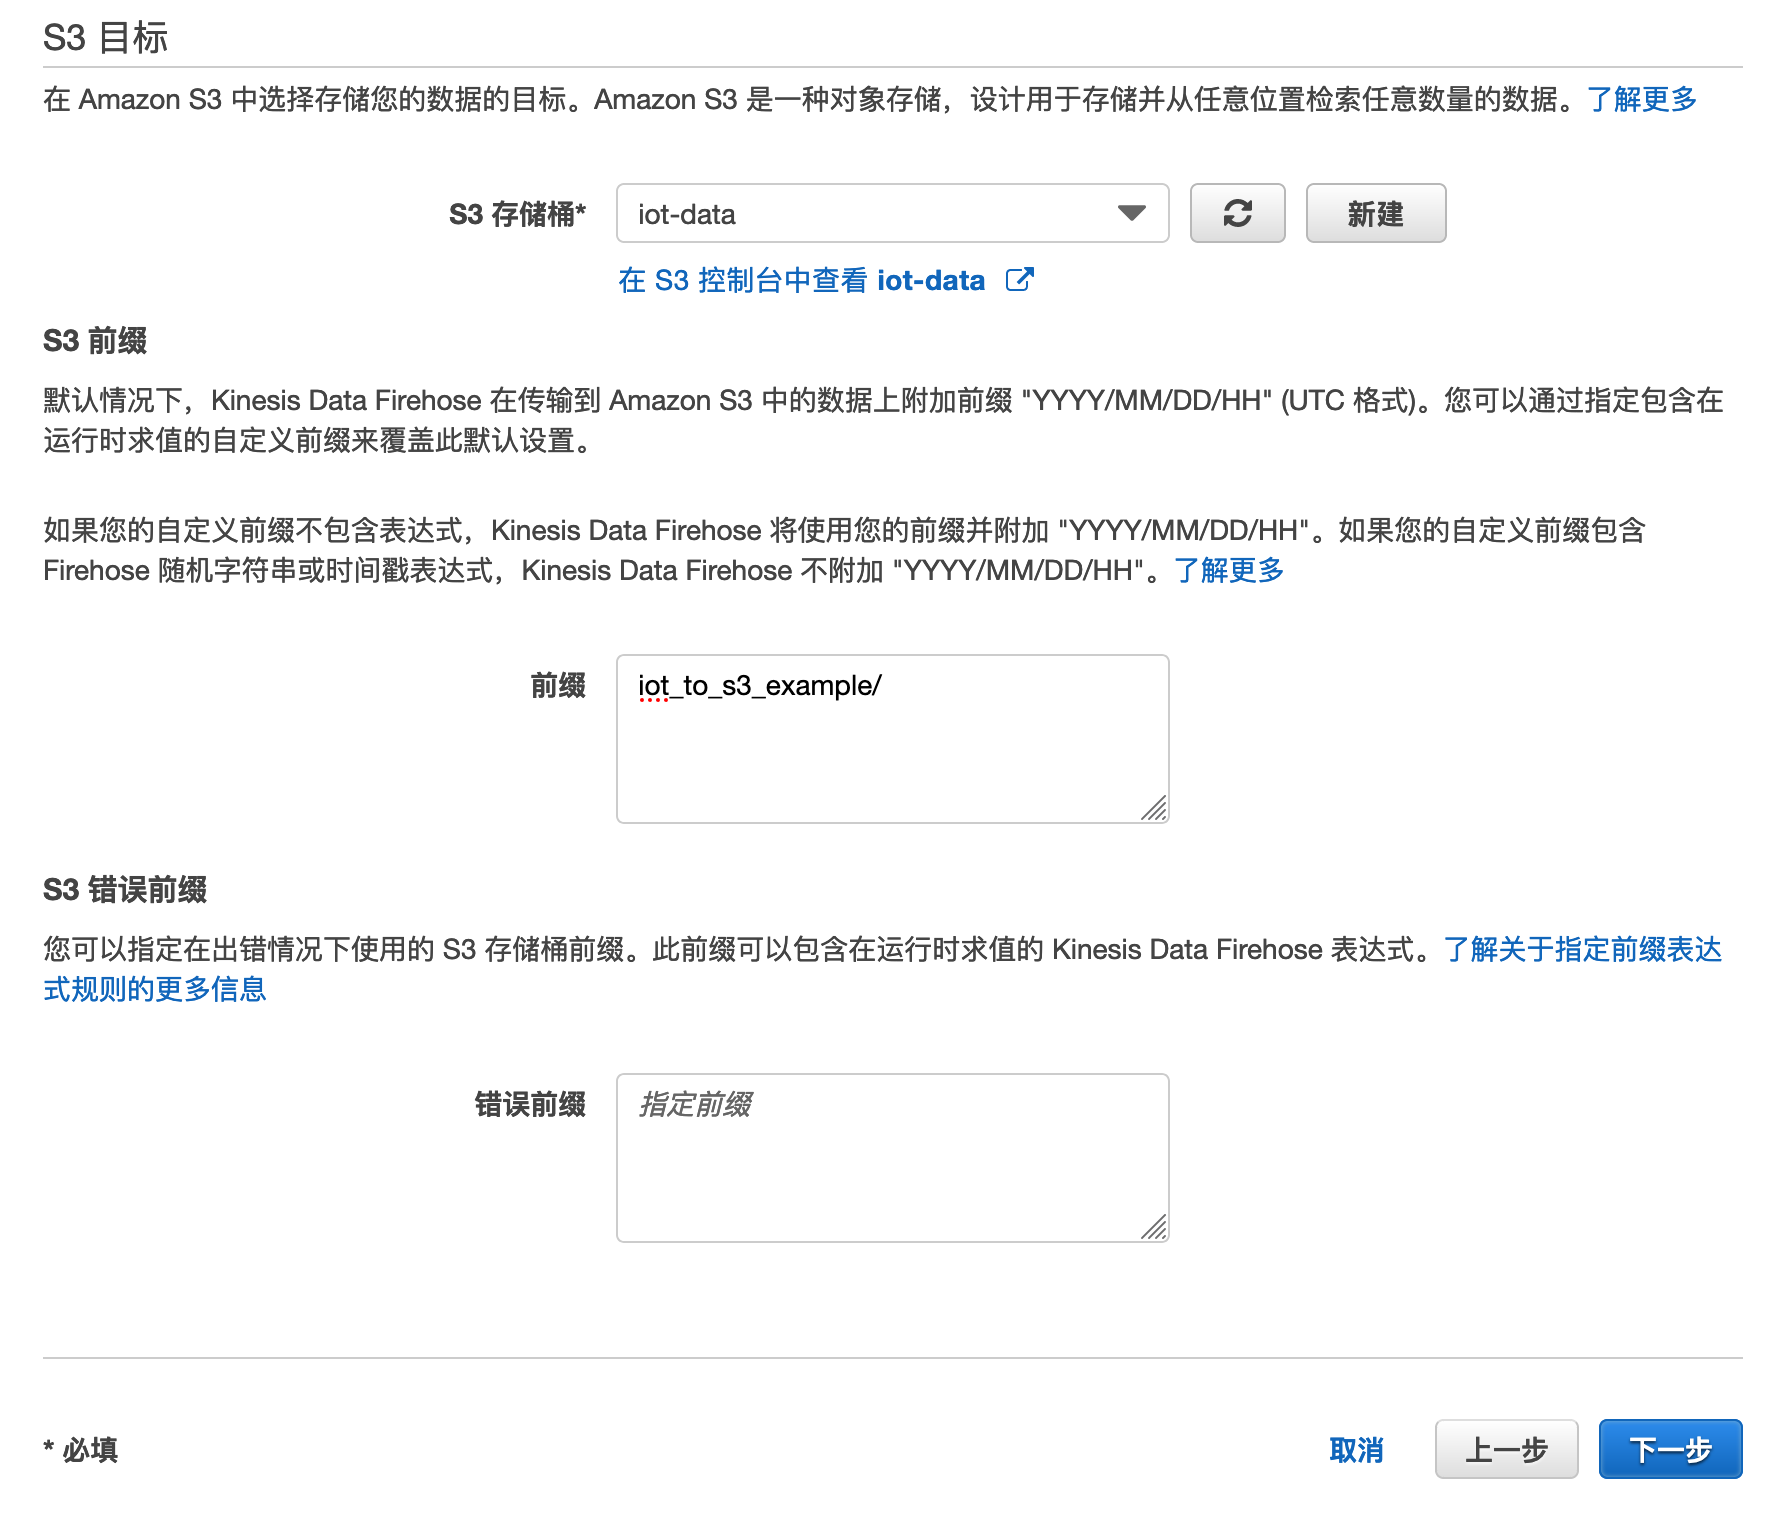 S3 目标
在 Amazon S3 中选择存储您的数据的目标。Amazon S3 是一种对象存储，设计用于存储并从任意位置检索任意数量的数据。了解更多
S3 存储桶* iot-data 新建
在 S3 控制台中查看 iot-data
S3 前缀
默认情况下，Kinesis Data Firehose 在传输到 Amazon S3 中的数据上附加前缀 "YYYY/MM/DD/HH" (UTC 格式)。您可以通过指定包含在
运行时求值的自定义前缀来覆盖此默认设置。
如果您的自定义前缀不包含表达式，Kinesis Data Firehose 将使用您的前缀并附加 "YYYY/MM/DD/HH"。如果您的自定义前缀包含
Firehose 随机字符串或时间戳表达式，Kinesis Data Firehose 不附加 "YYYY/MM/DD/HH"。了解更多
前缀 iot_to_s3_example/
S3 错误前缀
您可以指定在出错情况下使用的 S3 存储桶前缀。此前缀可以包含在运行时求值的 Kinesis Data Firehose 表达式。了解关于指定前缀表达
式规则的更多信息
错误前缀 指定前缀
* 必填 取消 上一步 下一步